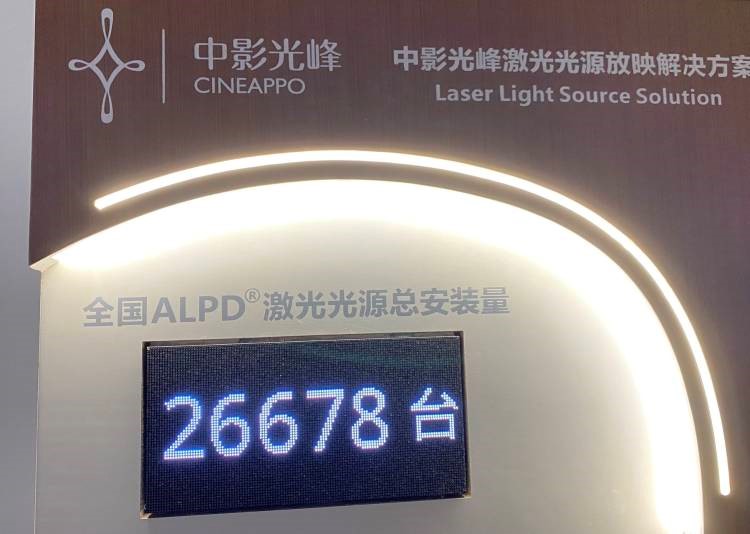 中影光峰
CINEAPPO
中影光峰激光光源放映解决方案
Laser Light Source Solution
全国ALPD®激光光源总安装量
26678 台